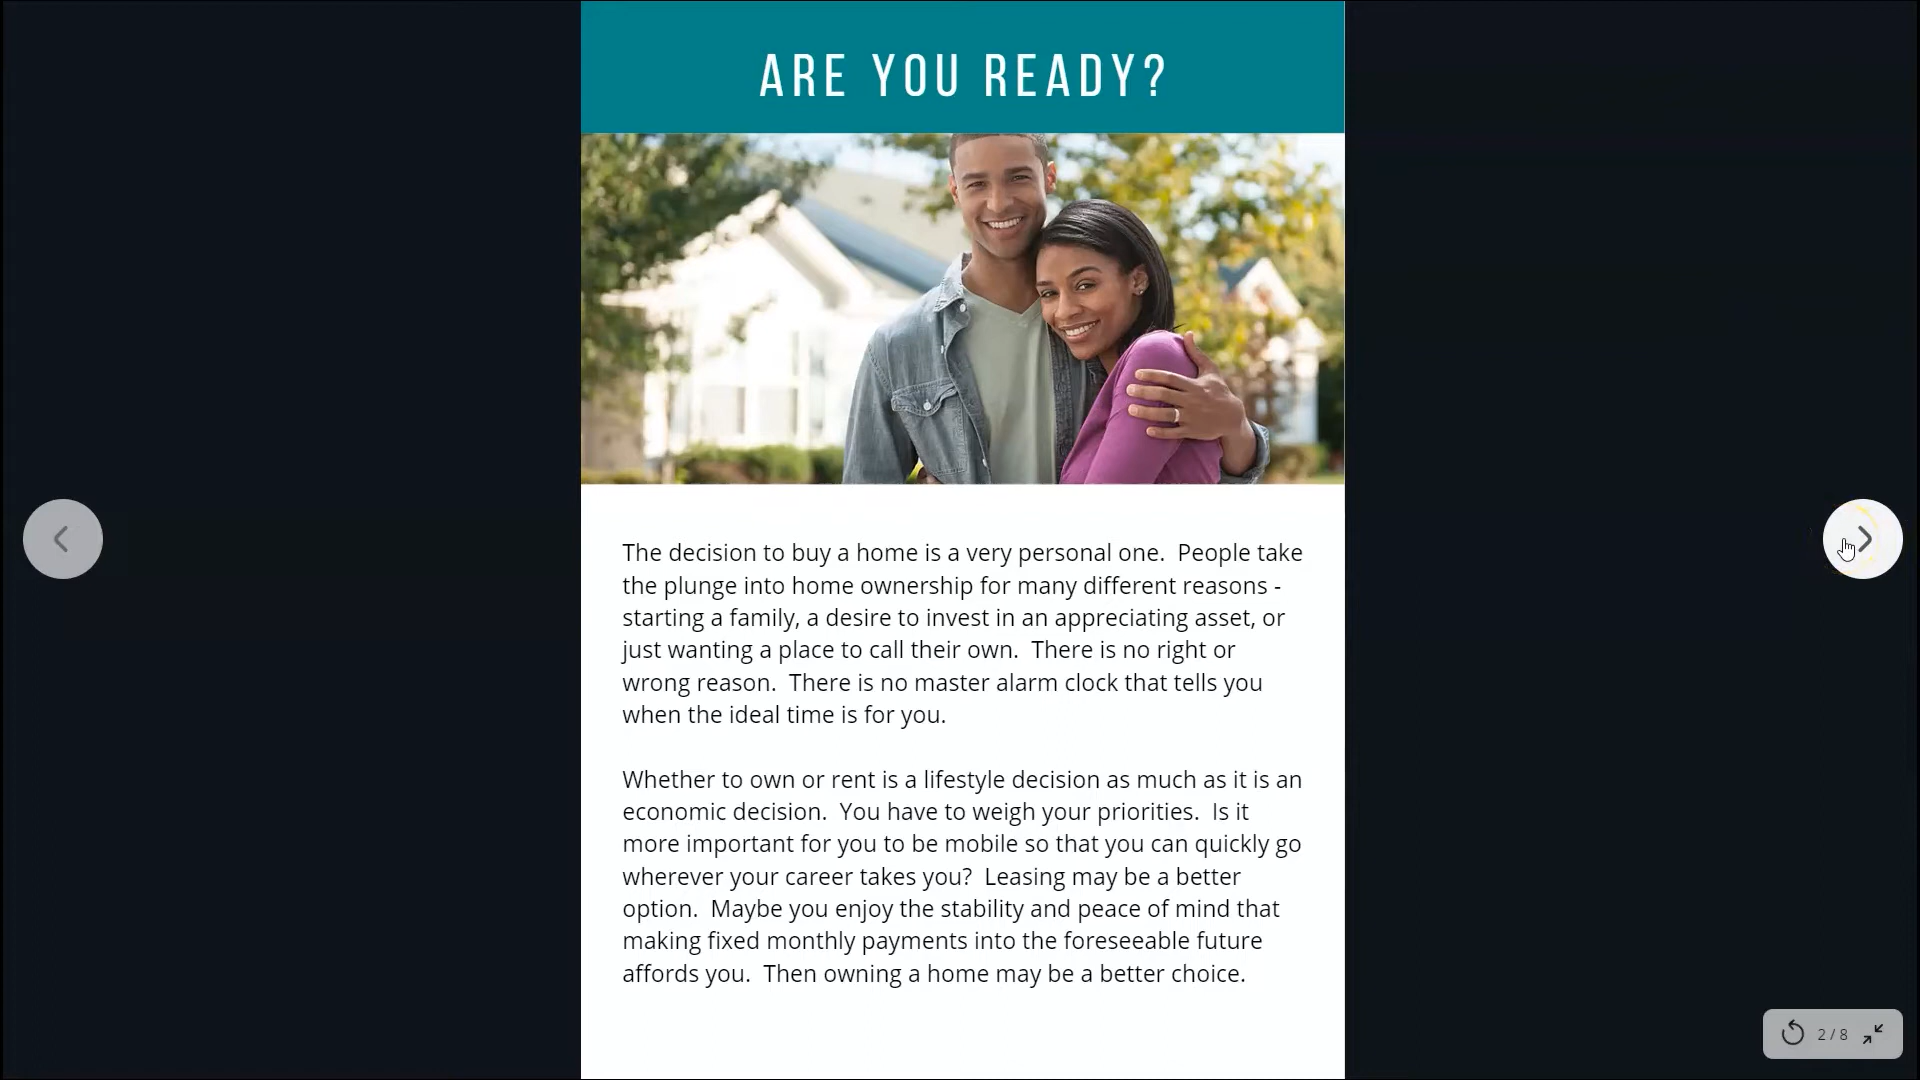 ARE YOU READY?
The decision to buy a home is a very personal one.  People take
the plunge into home ownership for many different reasons -
starting a family, a desire to invest in an appreciating asset, or
just wanting a place to call their own.  There is no right or
wrong reason.  There is no master alarm clock that tells you
when the ideal time is for you.
Whether to own or rent is a lifestyle decision as much as it is an
economic decision.  You have to weigh your priorities.  Is it
more important for you to be mobile so that you can quickly go
wherever your career takes you?  Leasing may be a better
option.  Maybe you enjoy the stability and peace of mind that
making fixed monthly payments into the foreseeable future
affords you.  Then owning a home may be a better choice.
2 / 8